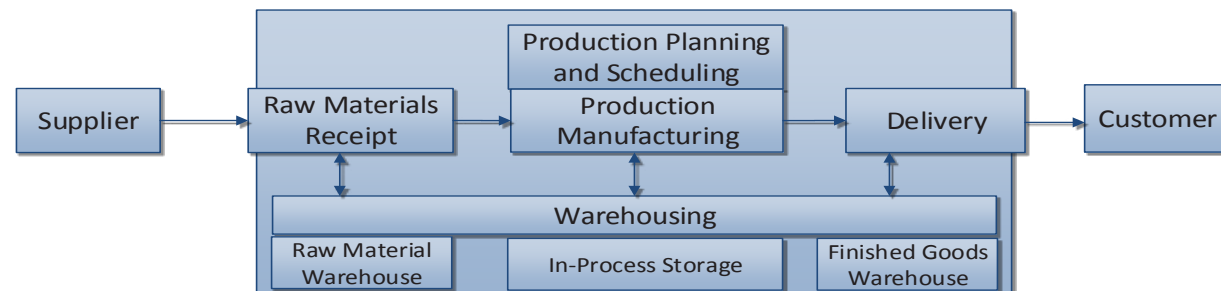 Production Planning
and Scheduling
Supplier
Raw Materials
Receipt
Production
Manufacturing
Delivery
Customer
Warehousing
Raw Material
Warehouse
In-Process Storage
Finished Goods
Warehouse